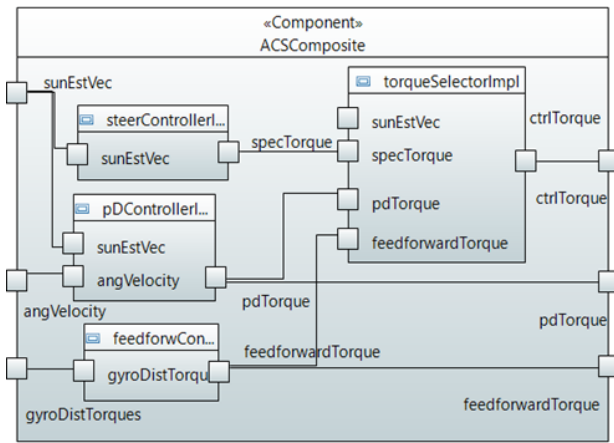 «Component»
ACSComposite
sunEstVec
torqueSelectorImpl
steerControllerI...
sunEstVec
ctrlTorque
specTorque
sunEstVec
specTorque
ctrlTorque
pDControllerI...
pdTorque
sunEstVec
feedforwardTorque
angVelocity
angVelocity
pdTorque
pdTorque
feedforwCon...
feedforwardTorque
gyroDistTorqu
gyroDistTorques
feedforwardTorque